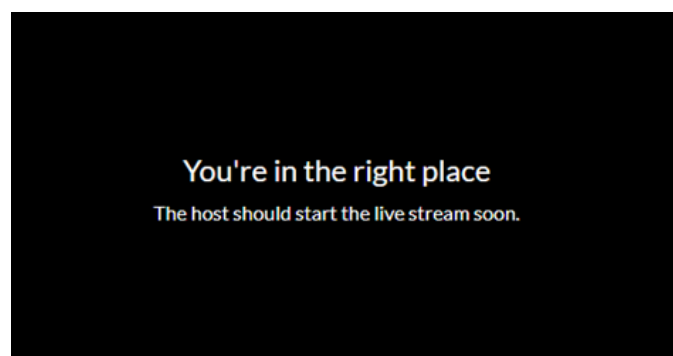 You're in the right place
The host should start the live stream soon.